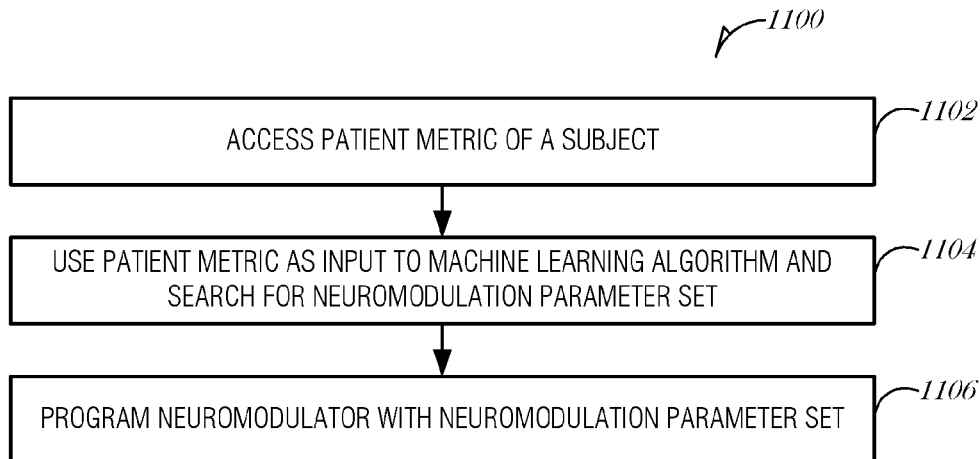 1100
ACCESS PATIENT METRIC OF A SUBJECT
1102
USE PATIENT METRIC AS INPUT TO MACHINE LEARNING ALGORITHM AND
SEARCH FOR NEUROMODULATION PARAMETER SET
1104
PROGRAM NEUROMODULATOR WITH NEUROMODULATION PARAMETER SET
1106